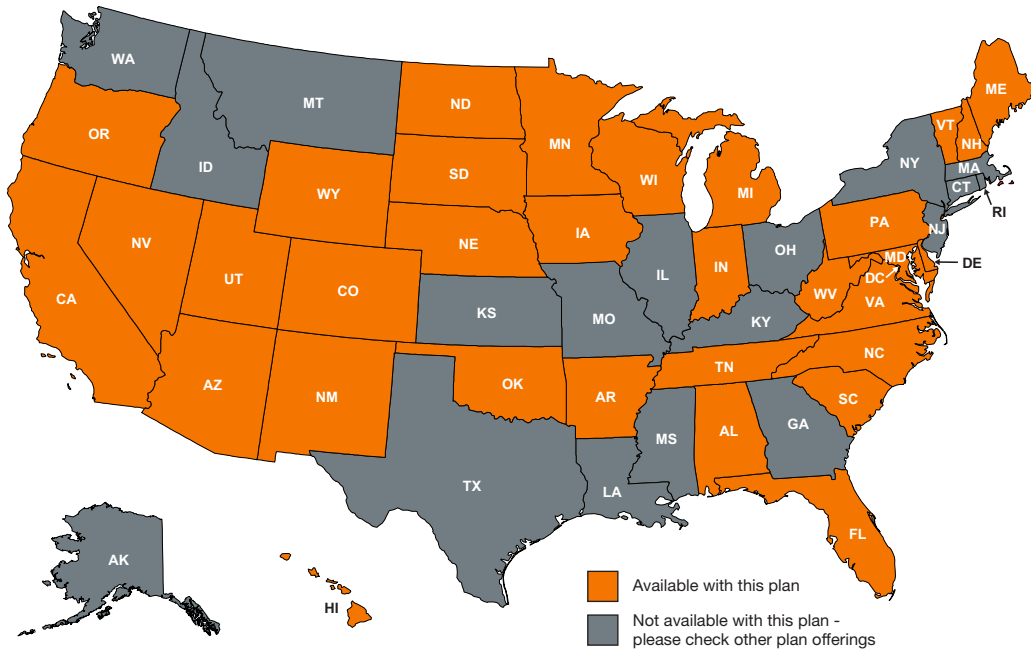 WA
MT
ND
MN
ME
VT
NH
OR
ID
WY
SD
WI
MI
NY
MA
CT
RI
NV
UT
CO
NE
IA
IL
IN
OH
PA
NJ
MD
DE
DC
CA
KS
MO
KY
WV
VA
AZ
NM
OK
AR
TN
NC
SC
TX
LA
MS
AL
GA
FL
AK
HI
Available with this plan
Not available with this plan -
please check other plan offerings